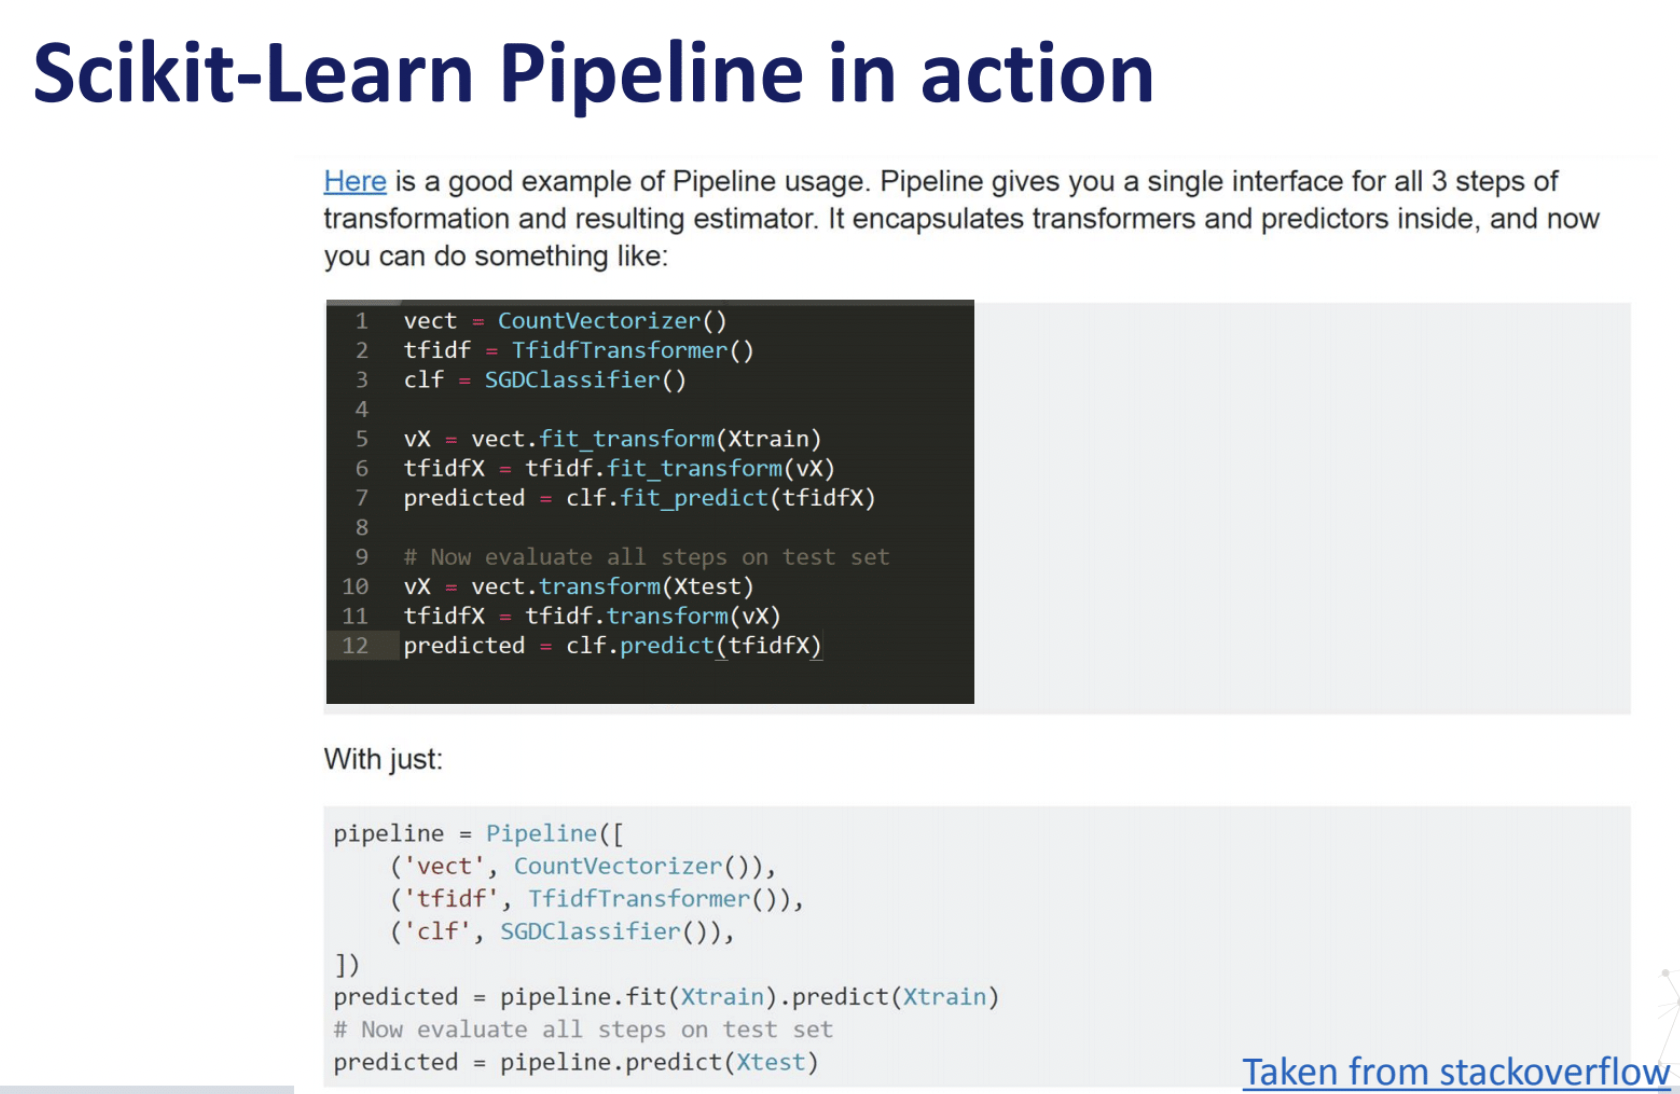 Scikit-Learn Pipeline in action
Here is a good example of Pipeline usage. Pipeline gives you a single interface for all 3 steps of
transformation and resulting estimator. It encapsulates transformers and predictors inside, and now
you can do something like:
1 vect = CountVectorizer()
2 tfidf = TfidfTransformer()
3 clf = SGDClassifier()
4
5 vX = vect.fit_transform(Xtrain)
6 tfidfX = tfidf.fit_transform(vX)
7 predicted = clf.fit_predict(tfidfX)
8
9 # Now evaluate all steps on test set
10 vX = vect.transform(Xtest)
11 tfidfX = tfidf.transform(vX)
12 predicted = clf.predict(tfidfX)
With just:
pipeline = Pipeline([
    ('vect', CountVectorizer()),
    ('tfidf', TfidfTransformer()),
    ('clf', SGDClassifier()),
])
predicted = pipeline.fit(Xtrain).predict(Xtrain)
# Now evaluate all steps on test set
predicted = pipeline.predict(Xtest)
Taken from stackoverflow